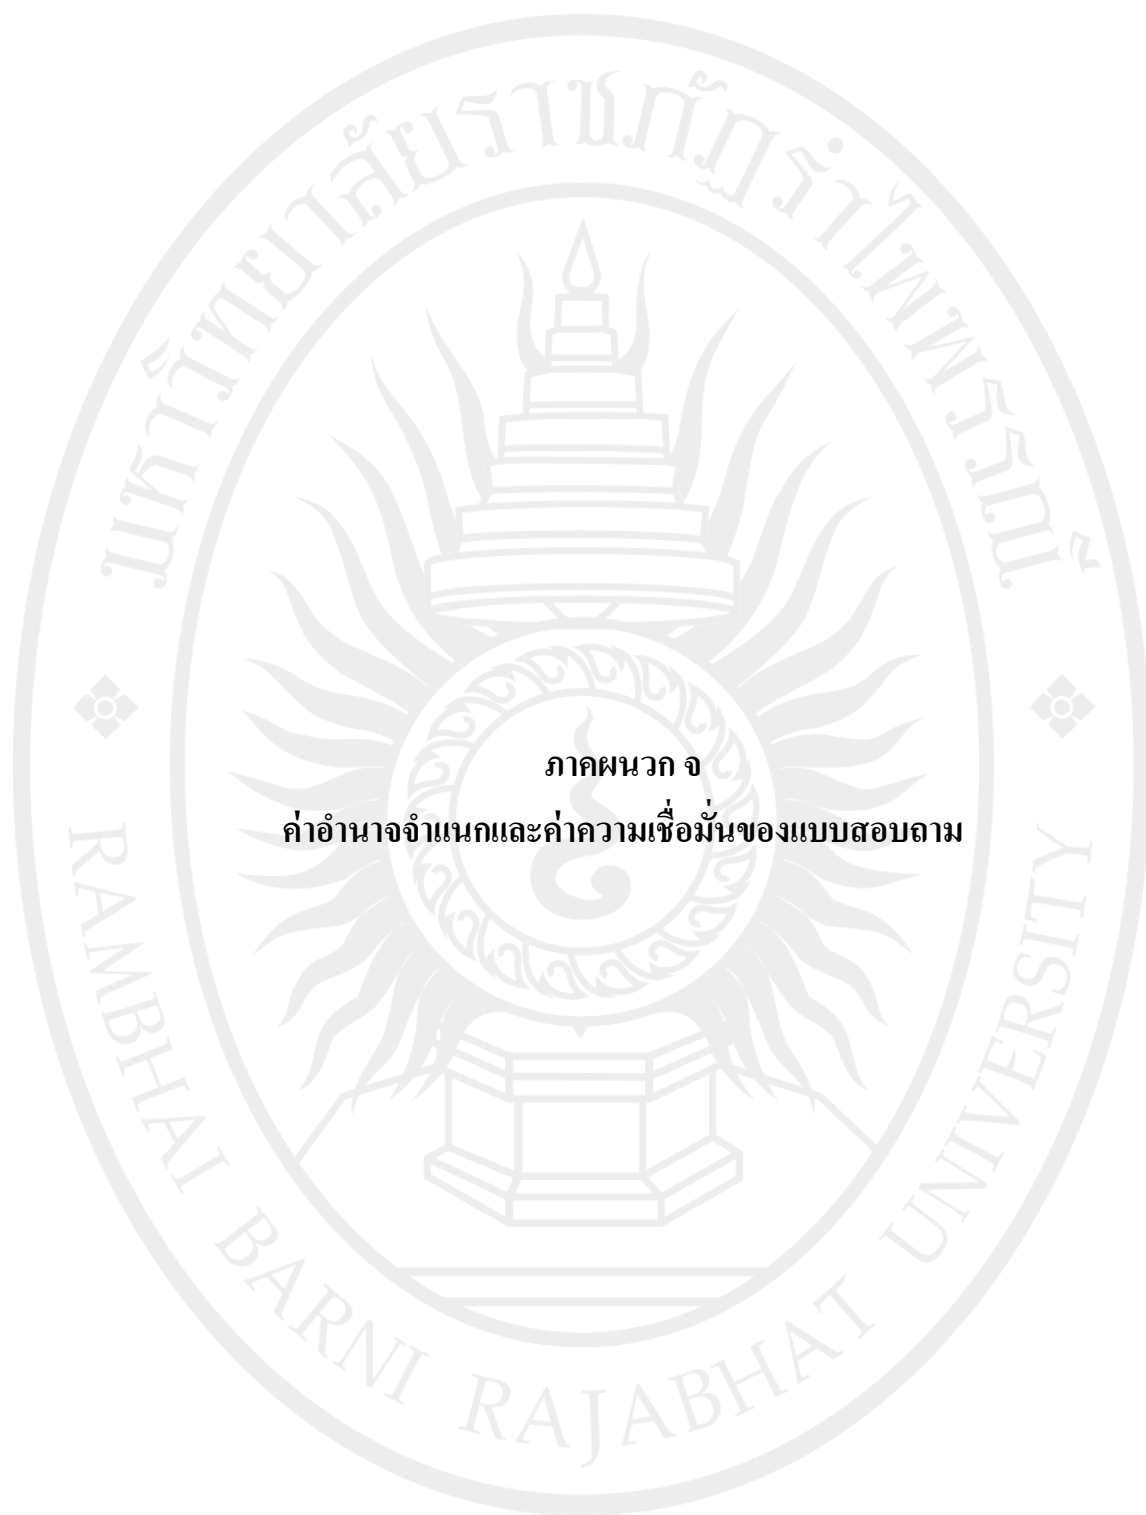 มหาวิทยาลัยราชภัฏรำไพพรรณี
ภาคผนวก จ
ค่าอำนาจจำแนกและค่าความเชื่อมั่นของแบบสอบถาม
RAMBHAI BARNI RAJABHAT UNIVERSITY